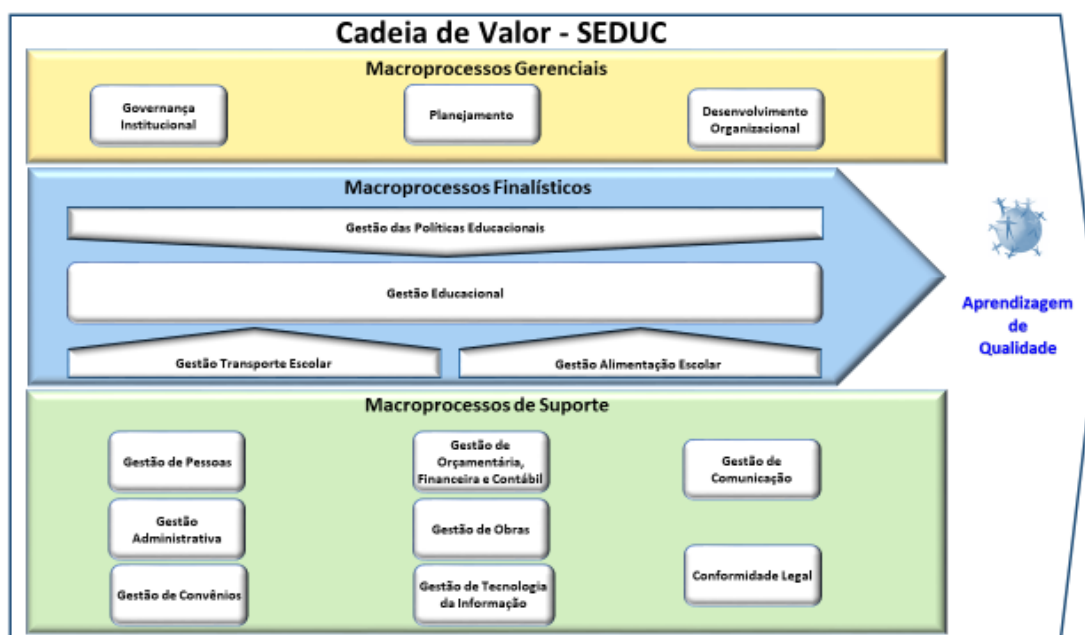 Cadeia de Valor - SEDUC
Macroprocessos Gerenciais
Governança
Institucional
Planejamento
Desenvolvimento
Organizacional
Macroprocessos Finalísticos
Gestão das Políticas Educacionais
Gestão Educacional
Gestão Transporte Escolar
Gestão Alimentação Escolar
Aprendizagem
de
Qualidade
Macroprocessos de Suporte
Gestão de Pessoas
Gestão de
Orçamentária,
Financeira e Contábil
Gestão de
Comunicação
Gestão
Administrativa
Gestão de Obras
Gestão de Convênios
Gestão de Tecnologia
da Informação
Conformidade Legal